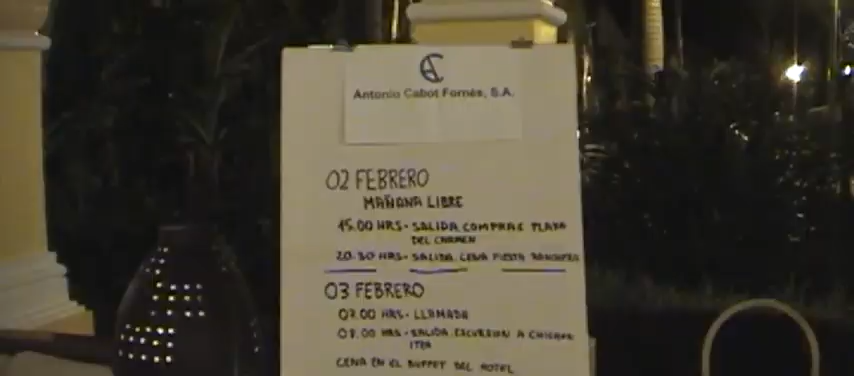 AC
Antonio Cabot Fornés, S.A.
02 FEBRERO
MAÑANA LIBRE
15.00 HRS- SALIDA COMPRAS PLAYA
DEL CARMEN
20.30 HRS- SALIDA CENA FIESTA RANCHERA
03 FEBRERO
07.00 HRS- LLAMADA
08.00 HRS- SALIDA EXCURSION A CHICHEN
ITZA
CENA EN EL BUFFET DEL HOTEL